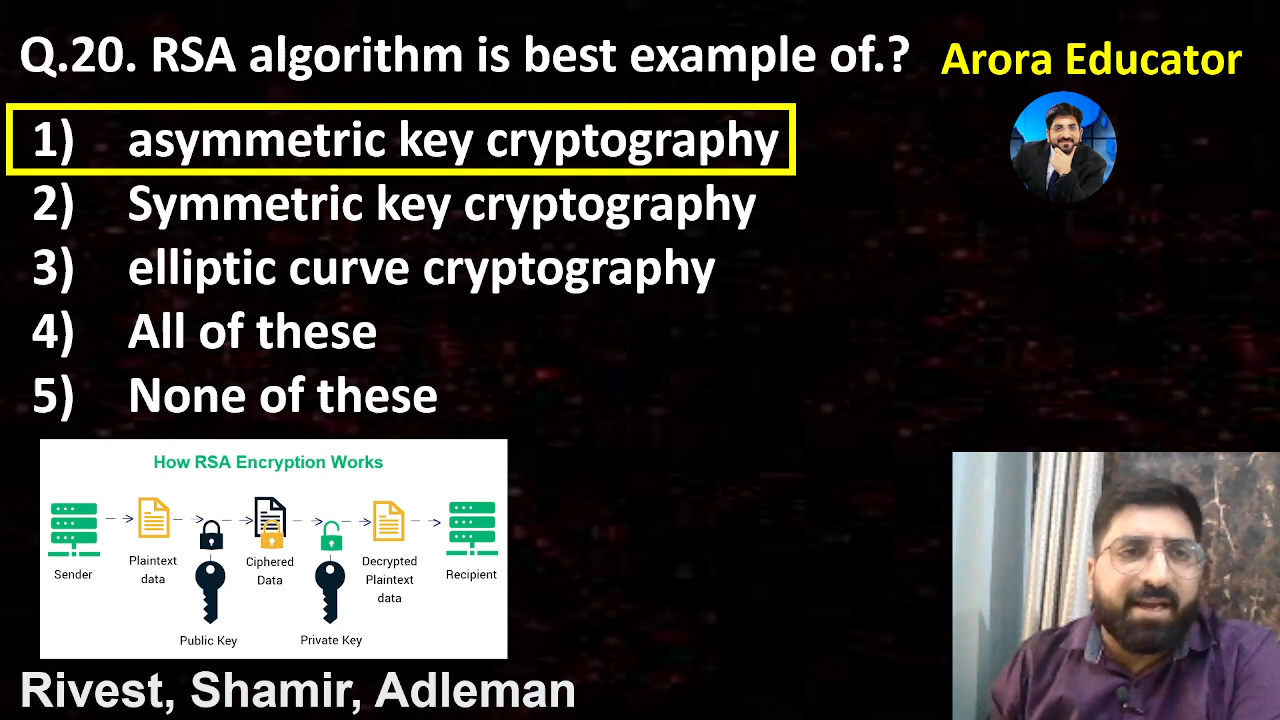 Q.20. RSA algorithm is best example of.?
Arora Educator
1) asymmetric key cryptography
2) Symmetric key cryptography
3) elliptic curve cryptography
4) All of these
5) None of these
How RSA Encryption Works
Sender
Plaintext
data
Ciphered
Data
Decrypted
Plaintext
data
Recipient
Public Key
Private Key
Rivest, Shamir, Adleman